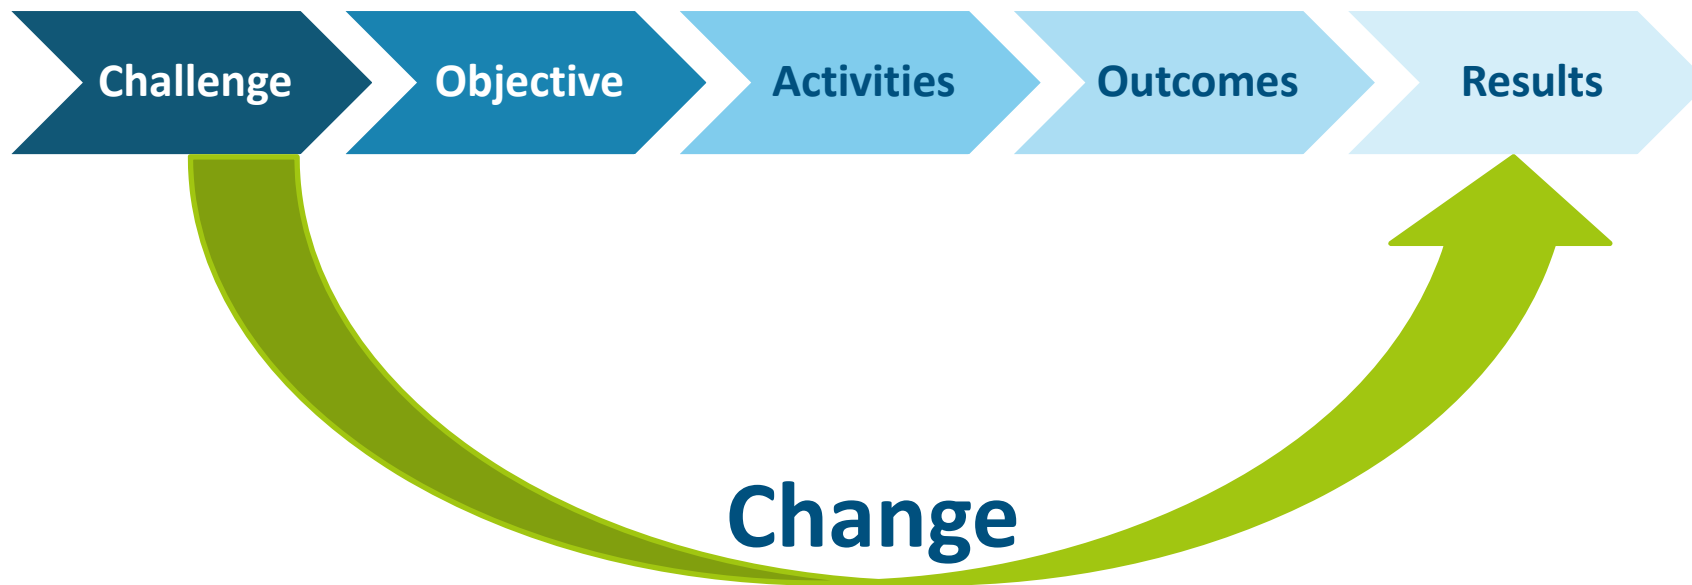 Challenge
Objective
Activities
Outcomes
Results
Change